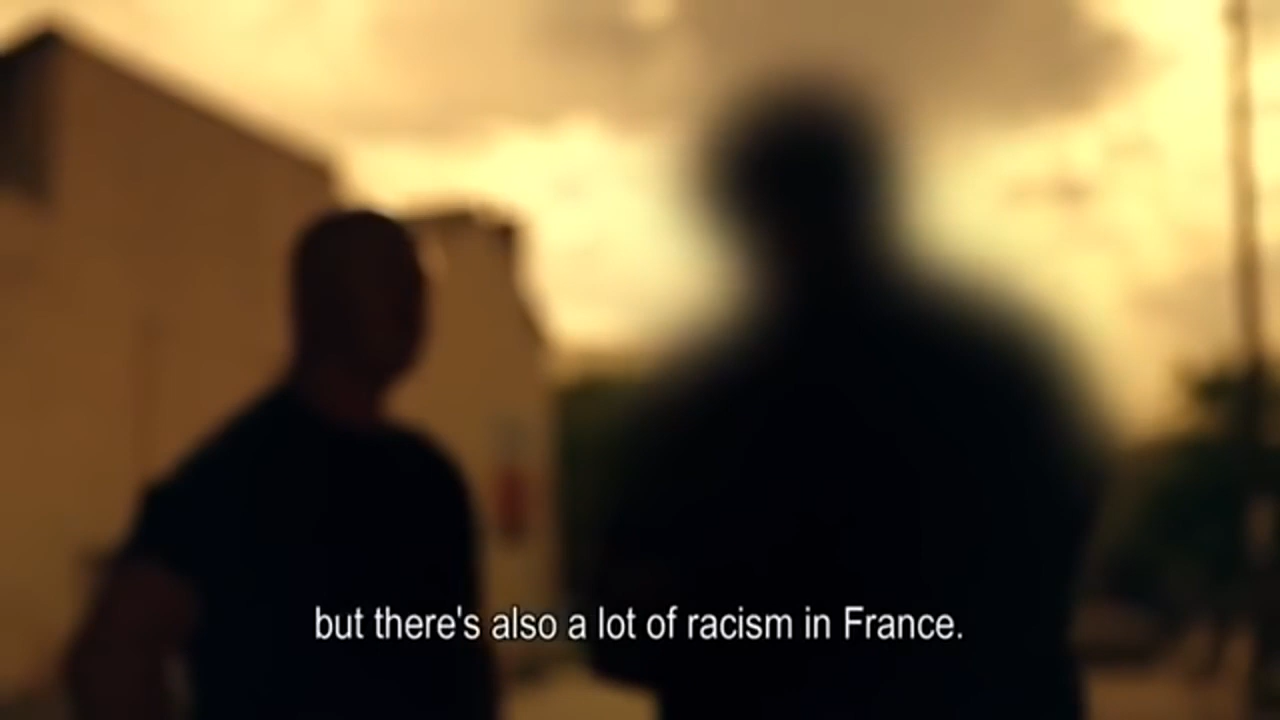 but there's also a lot of racism in France.